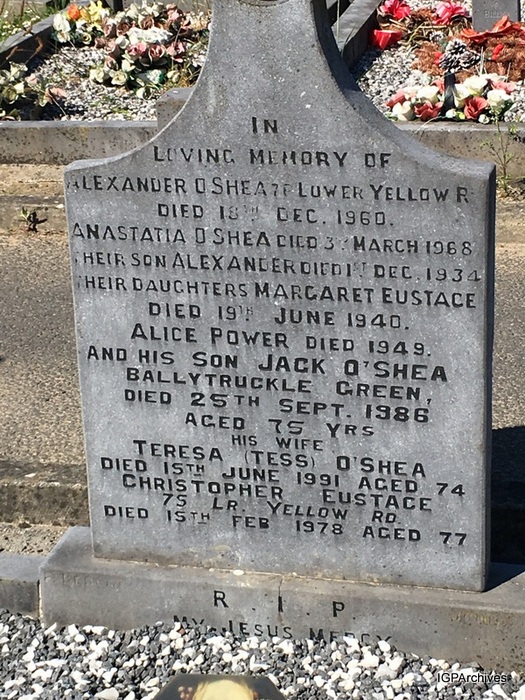 IN
LOVING MEMORY OF
ALEXANDER O SHEA 75 LOWER YELLOW R
DIED 18TH DEC. 1960.
ANASTATIA O SHEA DIED 3RD MARCH 1968
THEIR SON ALEXANDER DIED 1ST DEC. 1934
THEIR DAUGHTERS MARGARET EUSTACE
DIED 19TH JUNE 1940.
ALICE POWER DIED 1949.
AND HIS SON JACK O'SHEA
BALLYTRUCKLE GREEN,
DIED 25TH SEPT. 1986
AGED 75 YRS
HIS WIFE
TERESA (TESS) O'SHEA
DIED 15TH JUNE 1991 AGED 74
CHRISTOPHER EUSTACE
75 LR. YELLOW RD.
DIED 15TH FEB 1978 AGED 77
R . I . P
MY JESUS MERCY
IGPArchives